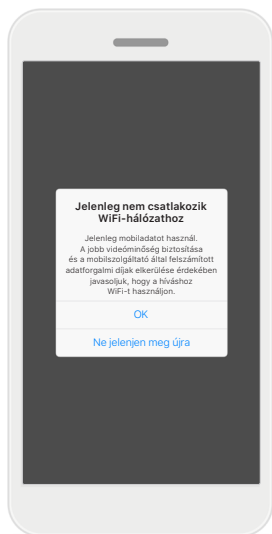 Jelenleg nem csatlakozik
WiFi-hálózathoz
Jelenleg mobiladatot használ.
A jobb videóminőség biztosítása
és a mobilszolgáltató által felszámított
adatforgalmi díjak elkerülése érdekében
javasoljuk, hogy a híváshoz
WiFi-t használjon.
OK
Ne jelenjen meg újra